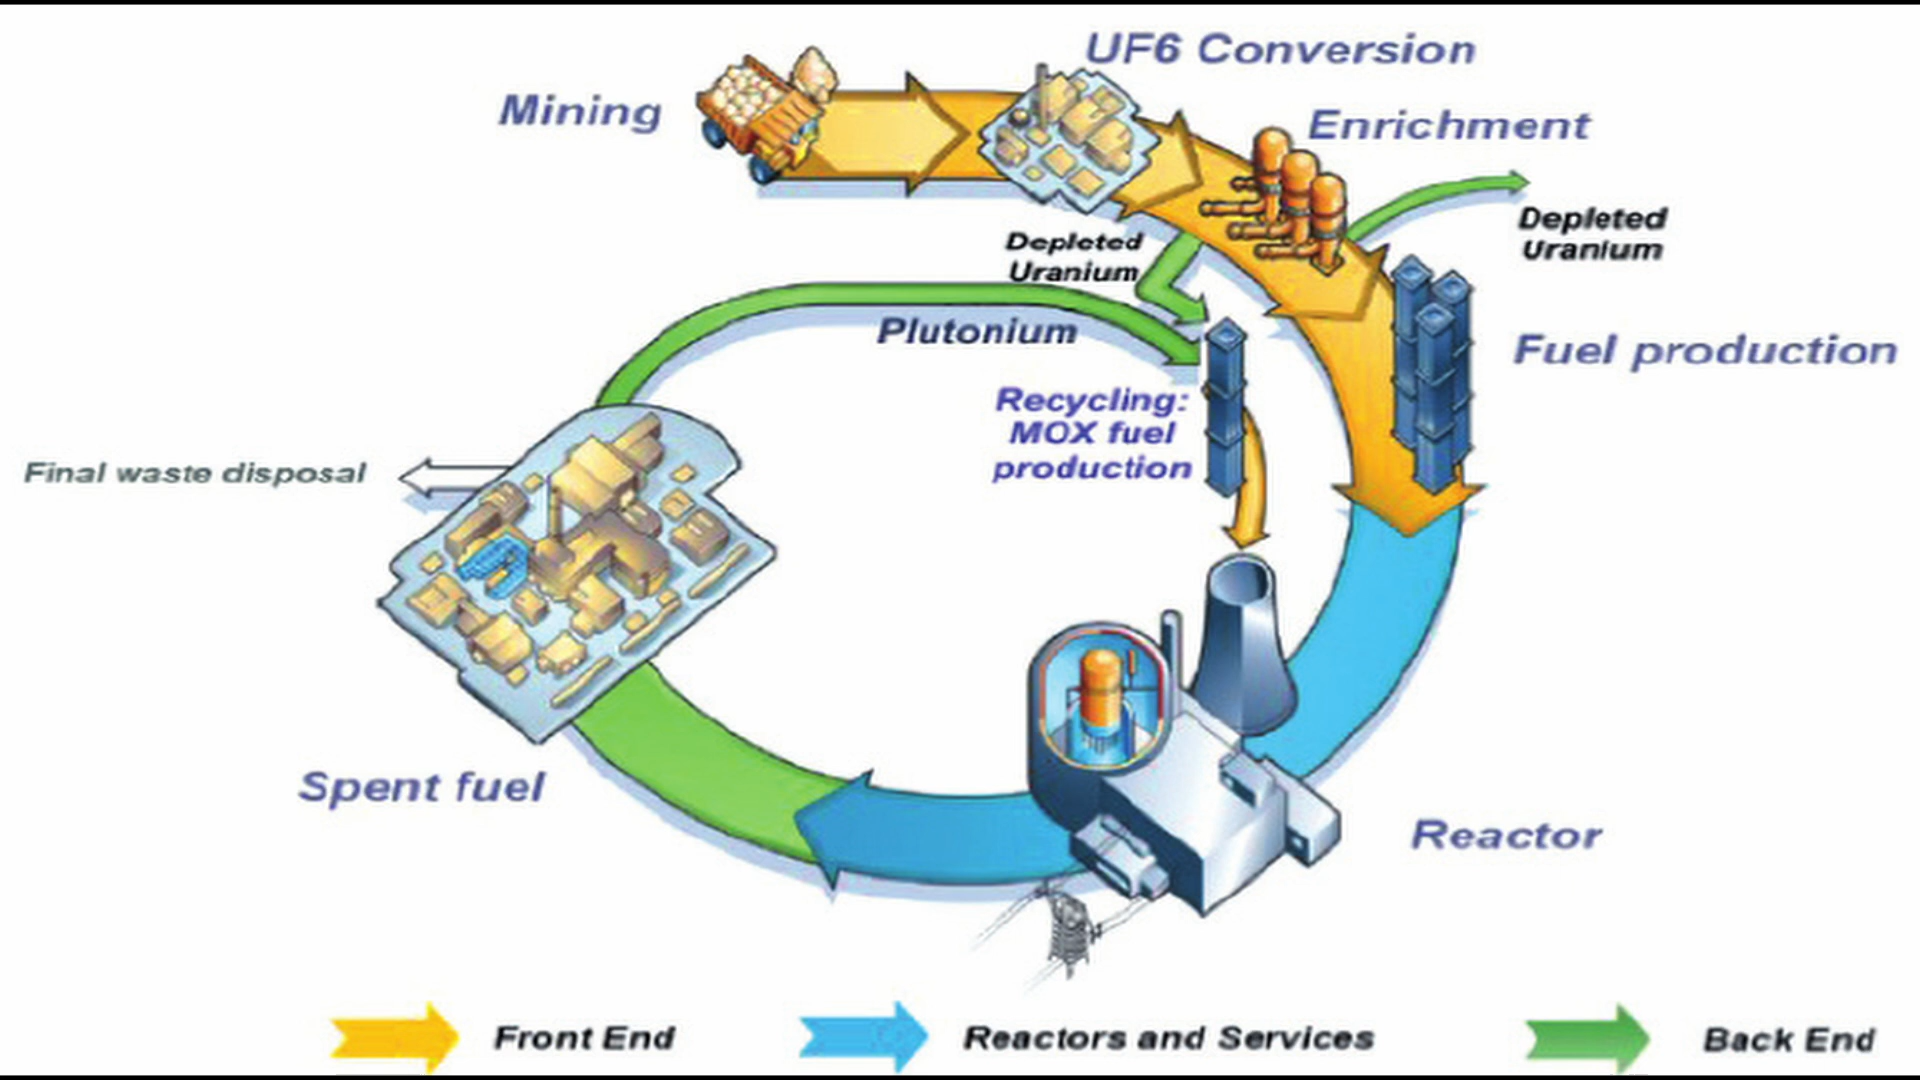 UF6 Conversion
Mining
Enrichment
Depleted
Uranium
Depleted
Uranium
Plutonium
Fuel production
Recycling:
MOX fuel
production
Final waste disposal
Spent fuel
Reactor
Front End
Reactors and Services
Back End